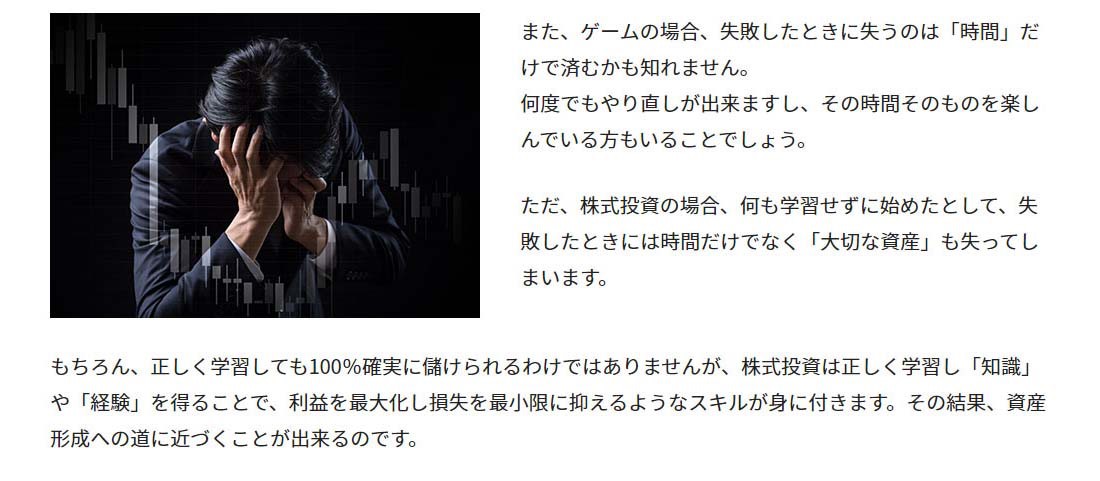 また、ゲームの場合、失敗したときに失うのは「時間」だ
けで済むかも知れません。
何度でもやり直しが出来ますし、その時間そのものを楽し
んでいる方もいることでしょう。
ただ、株式投資の場合、何も学習せずに始めたとして、失
敗したときには時間だけでなく「大切な資産」も失ってし
まいます。
もちろん、正しく学習しても100%確実に儲けられるわけではありませんが、株式投資は正しく学習し「知識」
や「経験」を得ることで、利益を最大化し損失を最小限に抑えるようなスキルが身に付きます。その結果、資産
形成への道に近づくことが出来るのです。